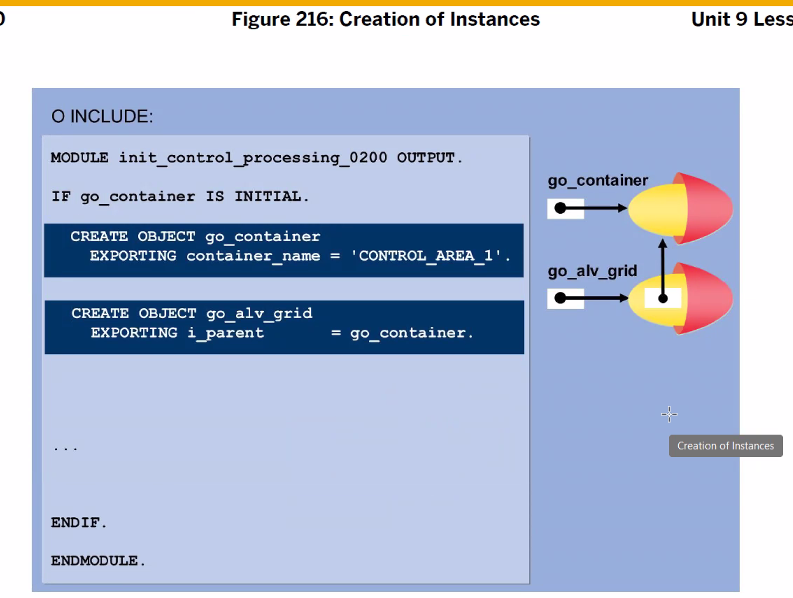 Figure 216: Creation of Instances
O INCLUDE:
MODULE init_control_processing_0200 OUTPUT.
IF go_container IS INITIAL.
CREATE OBJECT go_container
EXPORTING container_name = 'CONTROL_AREA_1'.
CREATE OBJECT go_alv_grid
EXPORTING i_parent = go_container.
...
ENDIF.
ENDMODULE.
go_container
go_alv_grid
Creation of Instances
Unit 9 Less